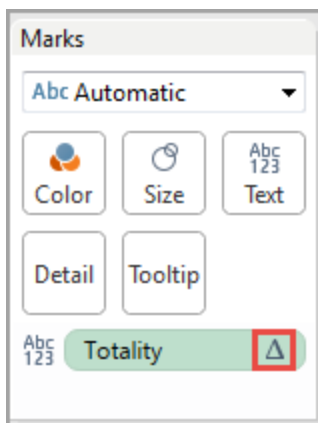 Marks
Abc Automatic
Abc
123
Color Size Text
Detail Tooltip
Abc
123
Totality Δ